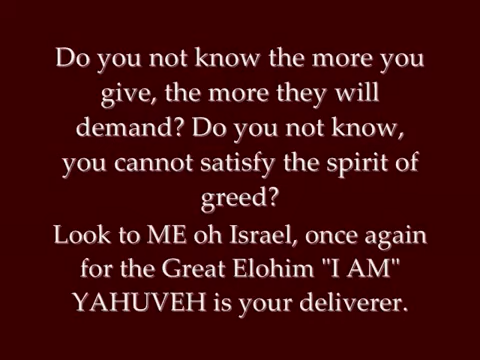 Do you not know the more you
give, the more they will
demand? Do you not know,
you cannot satisfy the spirit of
greed?
Look to ME oh Israel, once again
for the Great Elohim "I AM"
YAHUVEH is your deliverer.